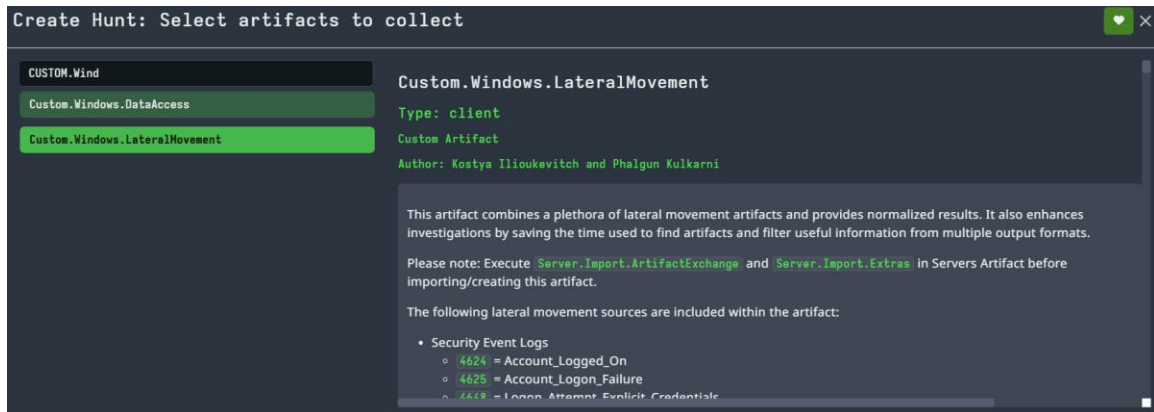 Create Hunt: Select artifacts to collect
CUSTOM.Wind
Custom.Windows.DataAccess
Custom.Windows.LateralMovement
Custom.Windows.LateralMovement
Type: client
Custom Artifact
Author: Kostya Ilioukevitch and Phalgun Kulkarni
This artifact combines a plethora of lateral movement artifacts and provides normalized results. It also enhances
investigations by saving the time used to find artifacts and filter useful information from multiple output formats.
Please note: Execute Server.Import.ArtifactExchange and Server.Import.Extras in Servers Artifact before
importing/creating this artifact.
The following lateral movement sources are included within the artifact:
• Security Event Logs
◦ 4624 = Account_Logged_On
◦ 4625 = Account_Logon_Failure
◦ 4648 = Logon_Attempt_Explicit_Credentials